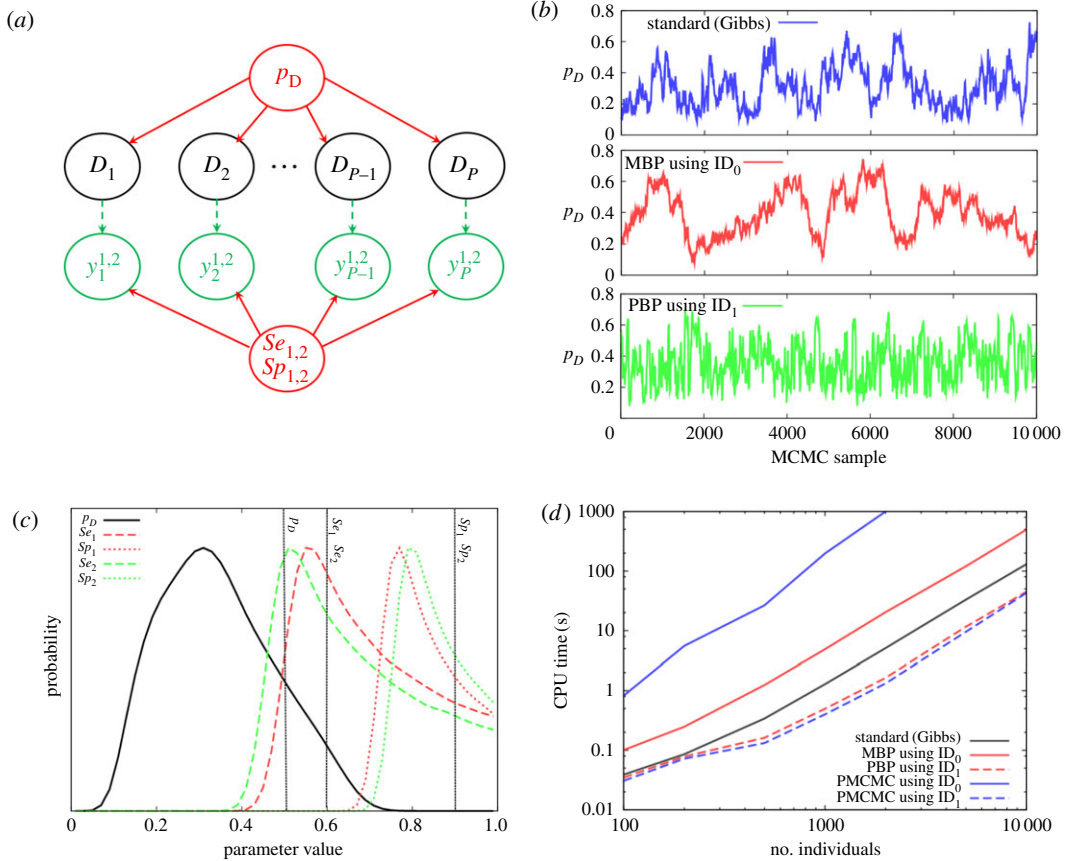 (a)
p_D
D_1 D_2 ... D_{P–1} D_P
y_1^{1,2} y_2^{1,2} y_{P–1}^{1,2} y_P^{1,2}
Se_{1,2}
Sp_{1,2}
(b)
0.8
standard (Gibbs)
0.6
p_D
0.4
0.2
0
0.8
MBP using ID_0
0.6
p_D
0.4
0.2
0.8
PBP using ID_1
0.6
p_D
0.4
0.2
0 2000 4000 6000 8000 10 000
MCMC sample
(c)
p_D
Se_1
Sp_1
Se_2
Sp_2
p_D
Se_1 Se_2
Sp_1 Sp_2
probability
0 0.2 0.4 0.6 0.8 1.0
parameter value
(d)
1000
100
10
1
0.1
0.01
CPU time (s)
standard (Gibbs)
MBP using ID_0
PBP using ID_1
PMCMC using ID_0
PMCMC using ID_1
100 1000 10 000
no. individuals